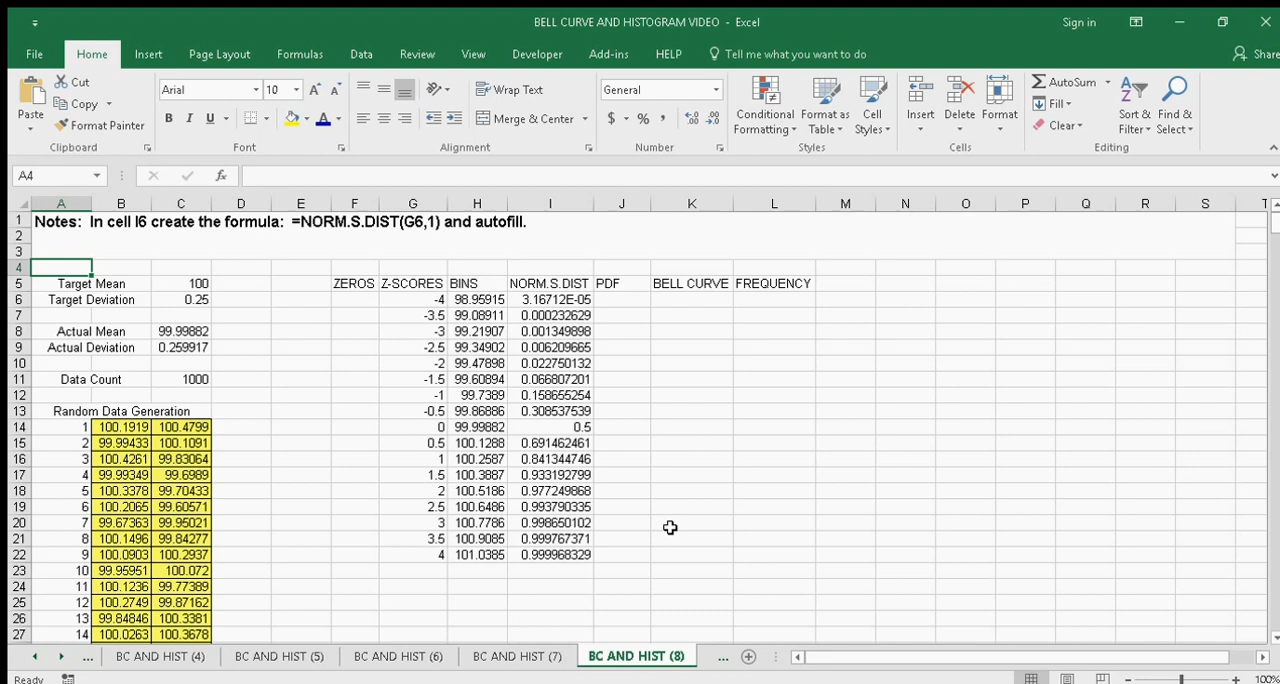 BELL CURVE AND HISTOGRAM VIDEO - Excel
Sign in
File Home Insert Page Layout Formulas Data Review View Developer Add-ins HELP Tell me what you want to do Share
Cut
Copy
Format Painter
Paste
Clipboard
Arial 10
B I U A
Font
Wrap Text
Merge & Center
Alignment
General
$ % ,
Number
Conditional Formatting
Format as Table
Cell Styles
Styles
Insert Delete Format
Cells
AutoSum
Fill
Clear
Sort & Filter
Find & Select
Editing
A4 fx
A B C D E F G H I J K L M N O P Q R S T
1 Notes: In cell I6 create the formula: =NORM.S.DIST(G6,1) and autofill.
2
3
4
5 Target Mean 100 ZEROS Z-SCORES BINS NORM.S.DIST PDF BELL CURVE FREQUENCY
6 Target Deviation 0.25 -4 98.95915 3.16712E-05
7 -3.5 99.08911 0.000232629
8 Actual Mean 99.99882 -3 99.21907 0.001349898
9 Actual Deviation 0.259917 -2.5 99.34902 0.006209665
10 -2 99.47898 0.022750132
11 Data Count 1000 -1.5 99.60894 0.066807201
12 -1 99.7389 0.158655254
13 Random Data Generation -0.5 99.86886 0.308537539
14 1 100.1919 100.4799 0 99.99882 0.5
15 2 99.99433 100.1091 0.5 100.1288 0.691462461
16 3 100.4261 99.83064 1 100.2587 0.841344746
17 4 99.99349 99.6989 1.5 100.3887 0.933192799
18 5 100.3378 99.70433 2 100.5186 0.977249868
19 6 100.2065 99.60571 2.5 100.6486 0.993790335
20 7 99.67363 99.95021 3 100.7786 0.998650102
21 8 100.1496 99.84277 3.5 100.9085 0.999767371
22 9 100.0903 100.2937 4 101.0385 0.999968329
23 10 99.95951 100.072
24 11 100.1236 99.77389
25 12 100.2749 99.87162
26 13 99.84846 100.3381
27 14 100.0263 100.3678
... BC AND HIST (4) BC AND HIST (5) BC AND HIST (6) BC AND HIST (7) BC AND HIST (8) ...
Ready 100%